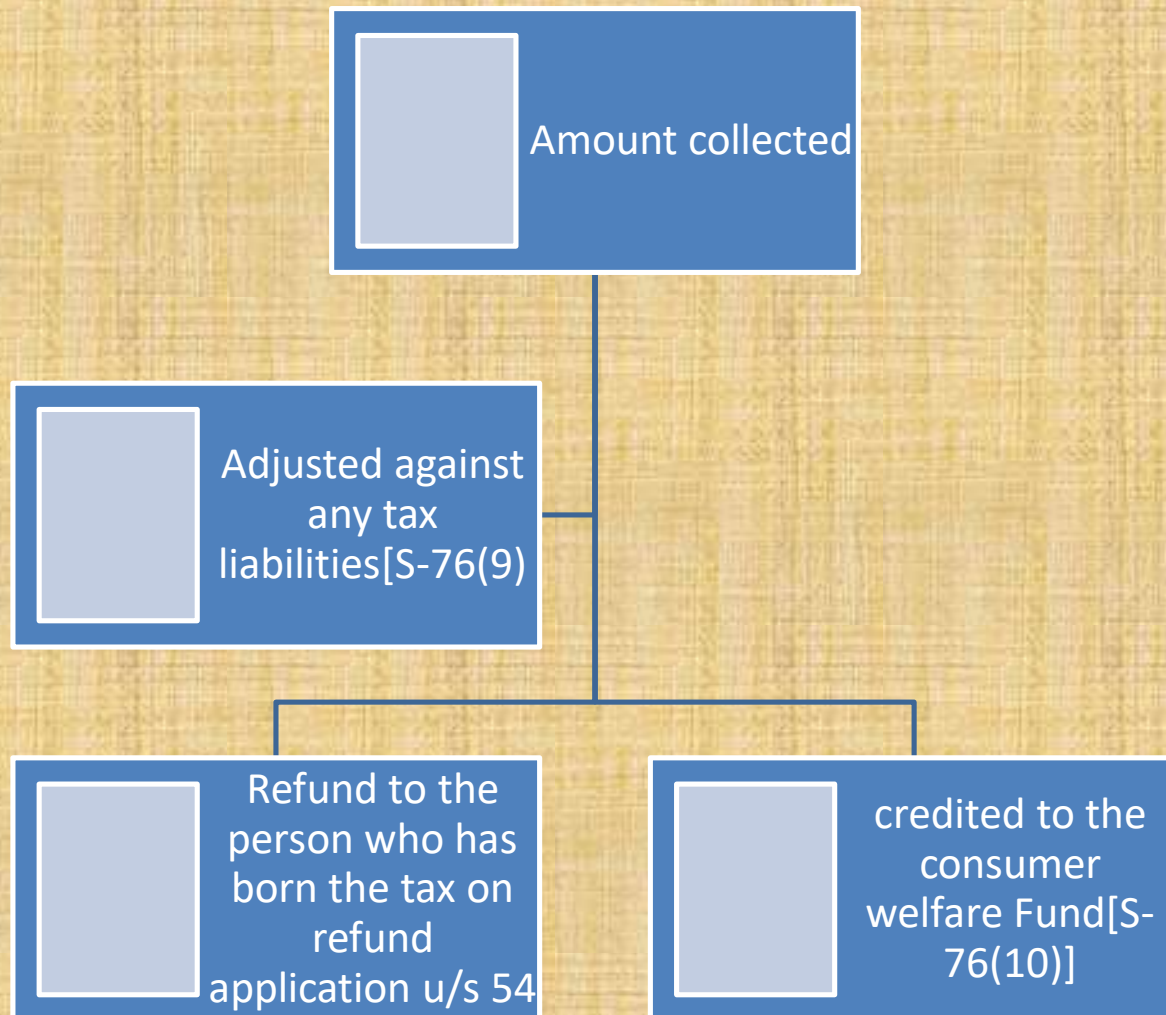 Amount collected
Adjusted against
any tax
liabilities[S-76(9)
Refund to the
person who has
born the tax on
refund
application u/s 54
credited to the
consumer
welfare Fund[S-
76(10)]